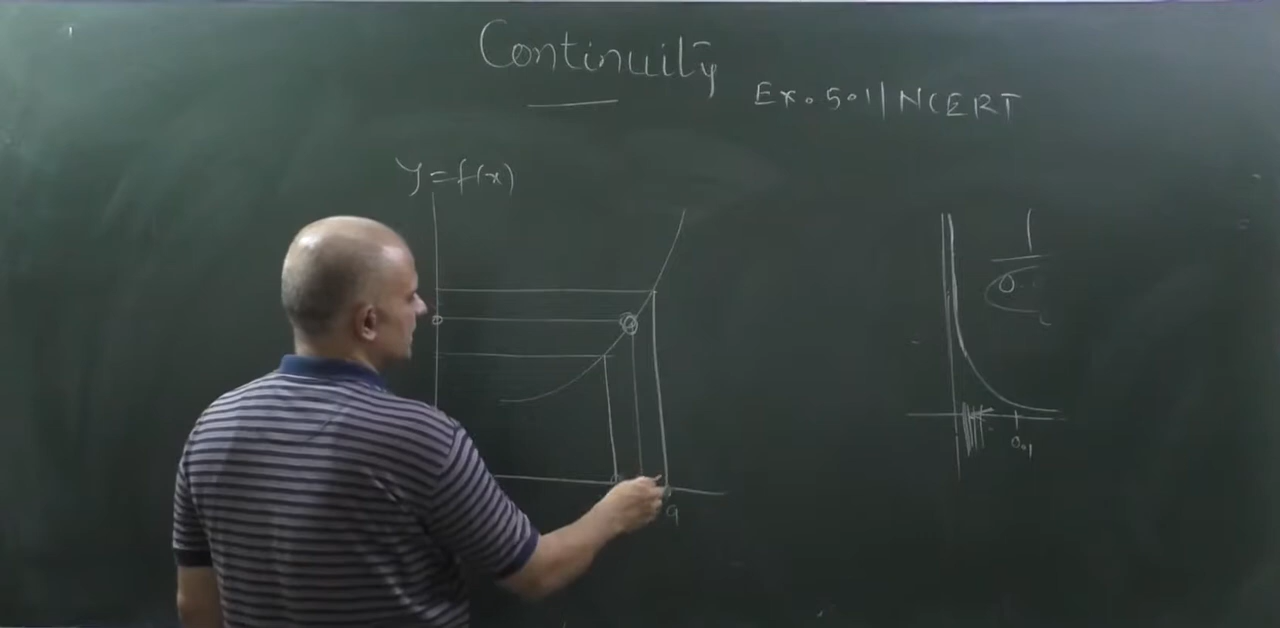 Continuity
Ex. 5.1 | NCERT
y = f(x)
1
0.1
a